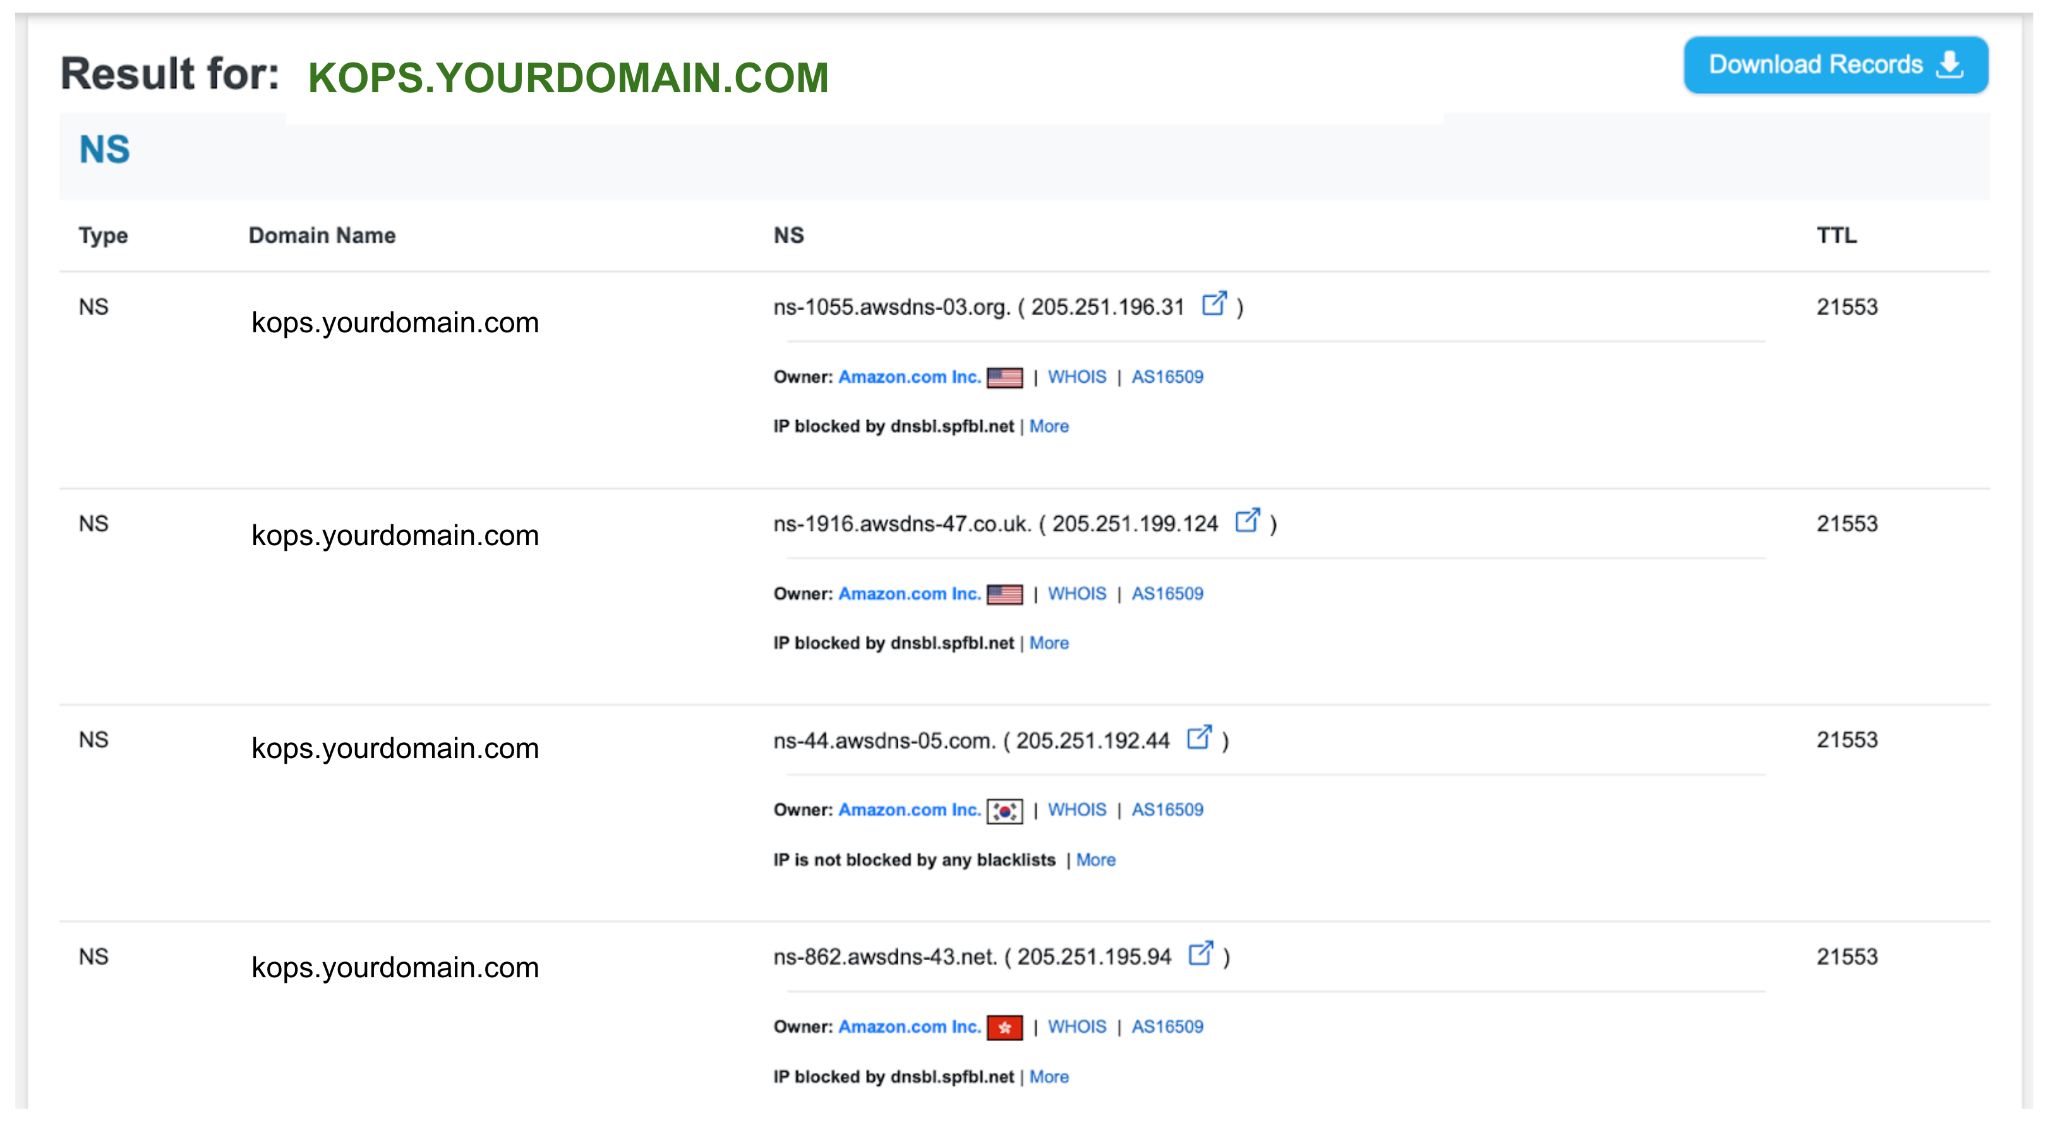 Result for: KOPS.YOURDOMAIN.COM Download Records
NS
Type Domain Name NS TTL
NS kops.yourdomain.com ns-1055.awsdns-03.org. ( 205.251.196.31 ) 21553
Owner: Amazon.com Inc. | WHOIS | AS16509
IP blocked by dnsbl.spfbl.net | More
NS kops.yourdomain.com ns-1916.awsdns-47.co.uk. ( 205.251.199.124 ) 21553
Owner: Amazon.com Inc. | WHOIS | AS16509
IP blocked by dnsbl.spfbl.net | More
NS kops.yourdomain.com ns-44.awsdns-05.com. ( 205.251.192.44 ) 21553
Owner: Amazon.com Inc. | WHOIS | AS16509
IP is not blocked by any blacklists | More
NS kops.yourdomain.com ns-862.awsdns-43.net. ( 205.251.195.94 ) 21553
Owner: Amazon.com Inc. | WHOIS | AS16509
IP blocked by dnsbl.spfbl.net | More